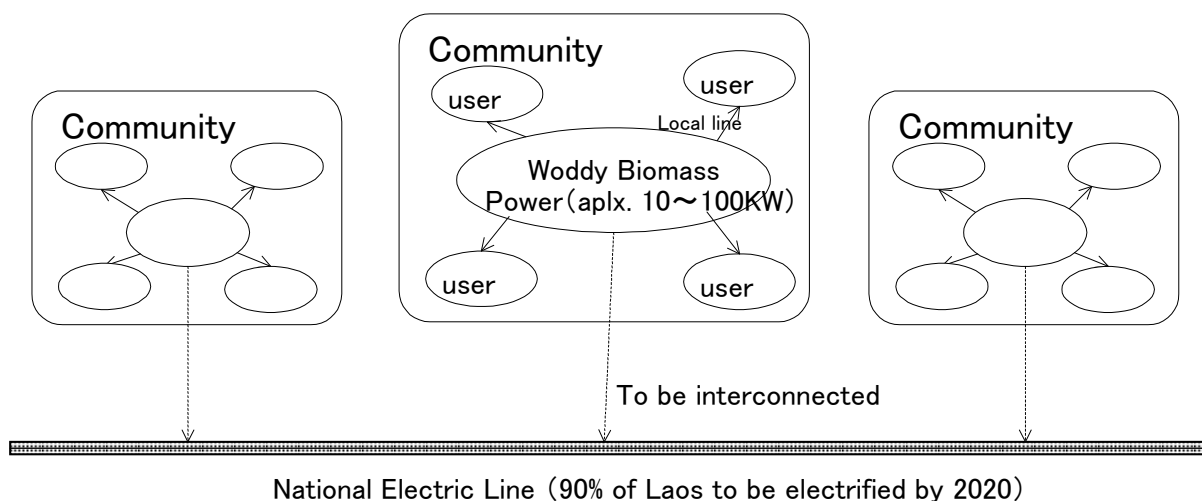 Community
user
user
Local line
Woddy Biomass
Power(aplx. 10～100KW)
user
user
Community
Community
To be interconnected
National Electric Line (90% of Laos to be electrified by 2020)